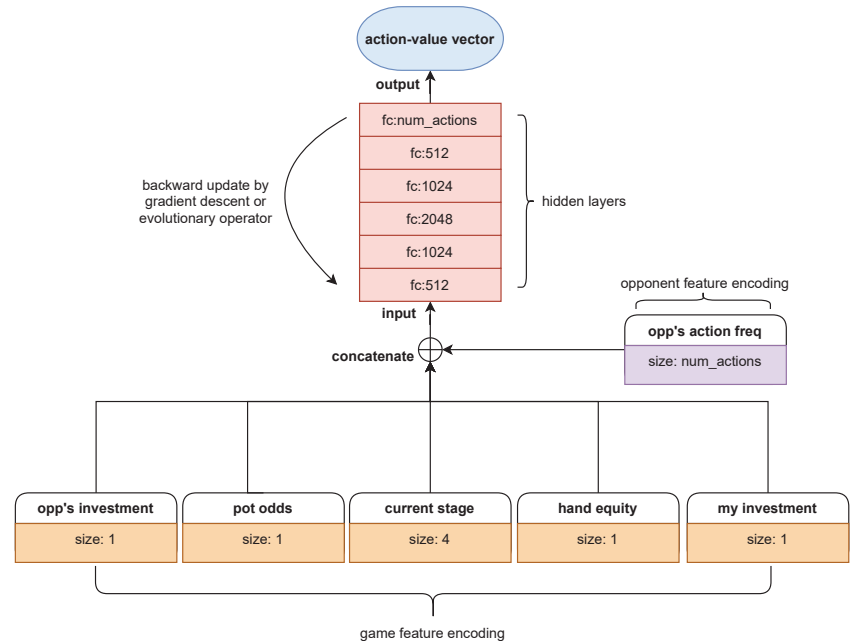 action-value vector
output
fc:num_actions
fc:512
fc:1024
fc:2048
fc:1024
fc:512
backward update by
gradient descent or
evolutionary operator
hidden layers
input
opponent feature encoding
opp's action freq
size: num_actions
concatenate
opp's investment
size: 1
pot odds
size: 1
current stage
size: 4
hand equity
size: 1
my investment
size: 1
game feature encoding